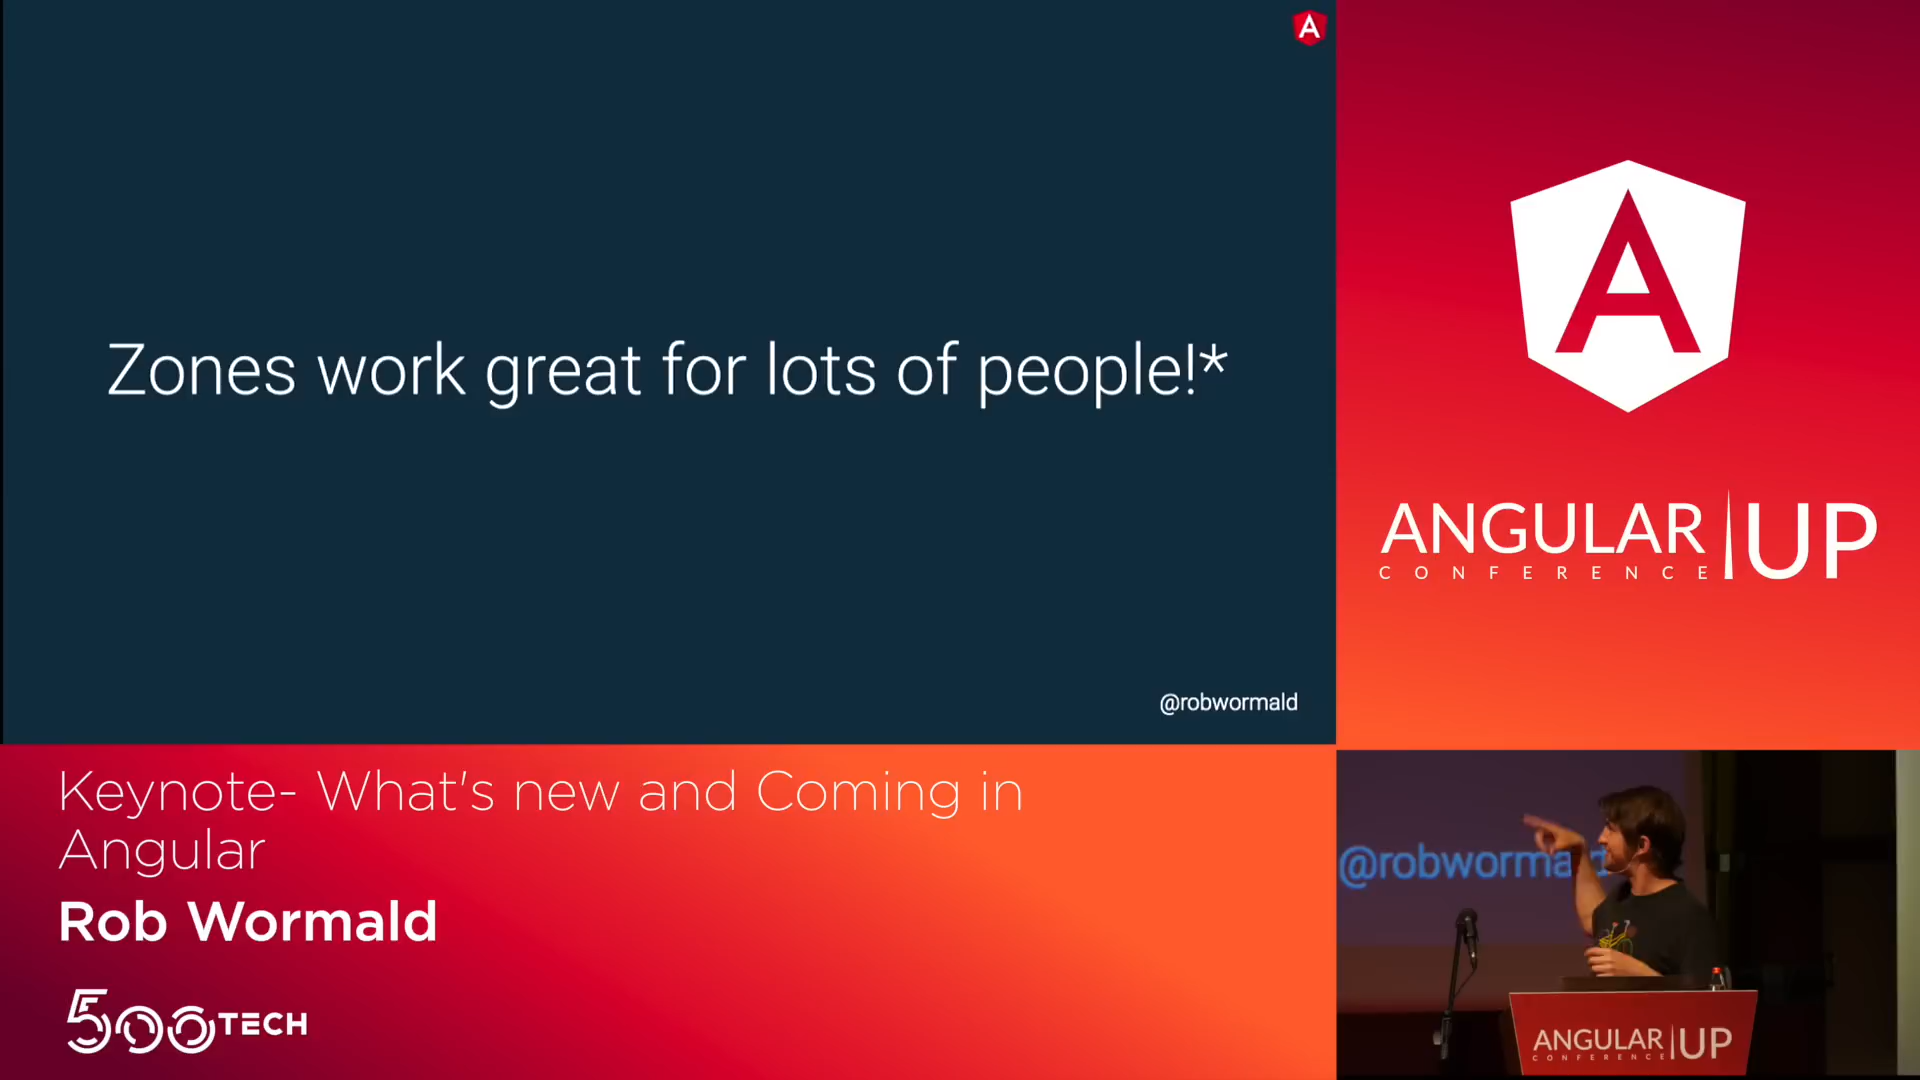 A
Zones work great for lots of people!*
@robwormald
A
ANGULAR UP
CONFERENCE
Keynote- What's new and Coming in
Angular
Rob Wormald
500TECH
@robwormald
ANGULAR UP
CONFERENCE